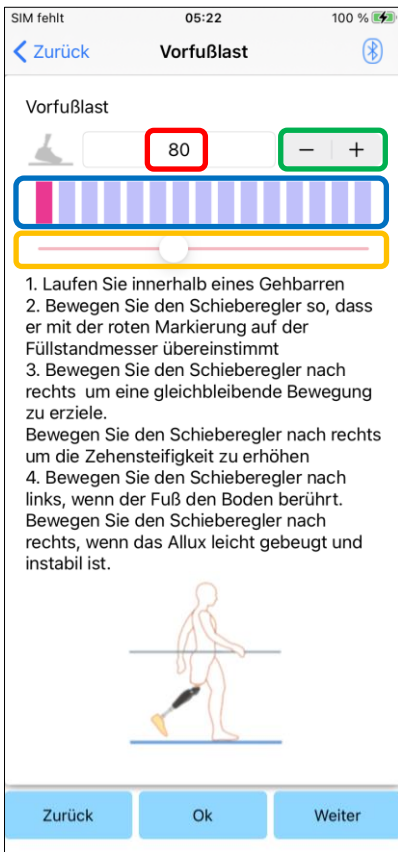 SIM fehlt 05:22 100 %
Zurück Vorfußlast
Vorfußlast
80 − +
1. Laufen Sie innerhalb eines Gehbarren
2. Bewegen Sie den Schieberegler so, dass
er mit der roten Markierung auf der
Füllstandmesser übereinstimmt
3. Bewegen Sie den Schieberegler nach
rechts um eine gleichbleibende Bewegung
zu erziele.
Bewegen Sie den Schieberegler nach rechts
um die Zehensteifigkeit zu erhöhen
4. Bewegen Sie den Schieberegler nach
links, wenn der Fuß den Boden berührt.
Bewegen Sie den Schieberegler nach
rechts, wenn das Allux leicht gebeugt und
instabil ist.
Zurück Ok Weiter